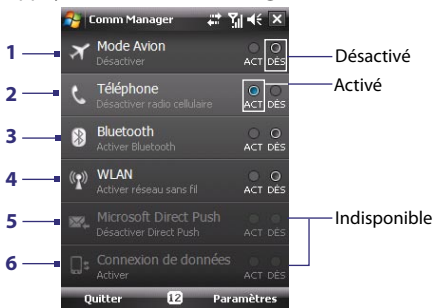 Comm Manager
1 Mode Avion
Désactiver
ACT DÉS
Désactivé
2 Téléphone
Désactiver radio cellulaire
ACT DÉS
Activé
3 Bluetooth
Activer Bluetooth
ACT DÉS
4 WLAN
Activer réseau sans fil
ACT DÉS
5 Microsoft Direct Push
Désactiver Direct Push
ACT DÉS
Indisponible
6 Connexion de données
Activer
ACT DÉS
Quitter 12 Paramètres